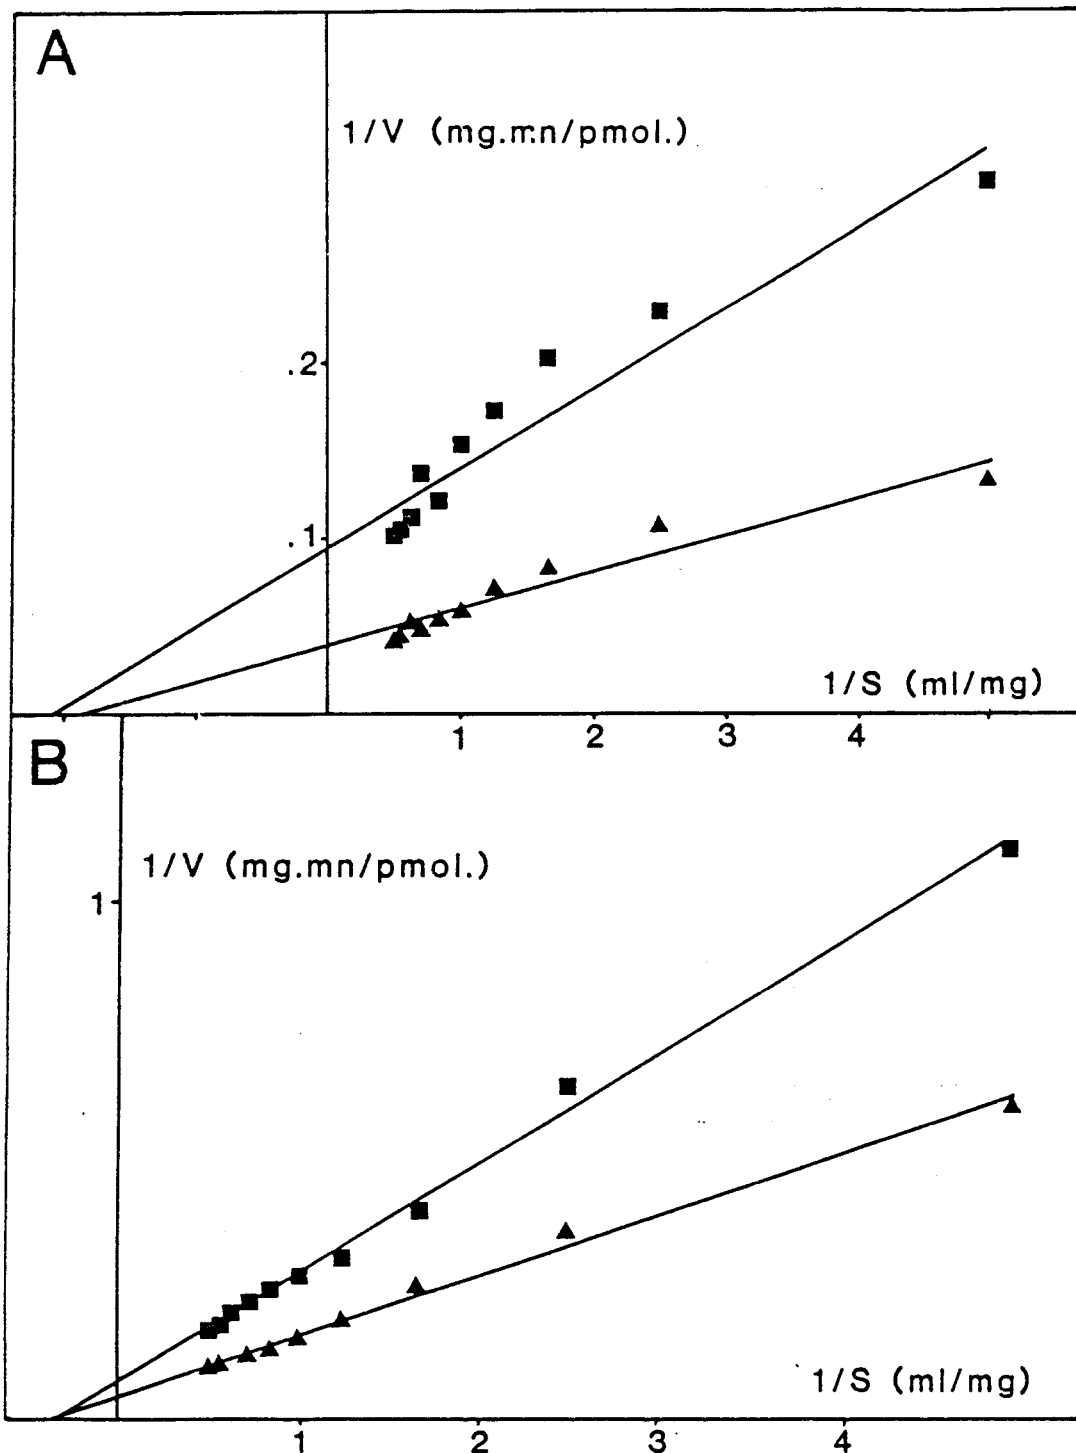 A
1/V (mg.mn/pmol.)
.2
.1
1/S (ml/mg)
1 2 3 4
B
1/V (mg.mn/pmol.)
1
1/S (ml/mg)
1 2 3 4